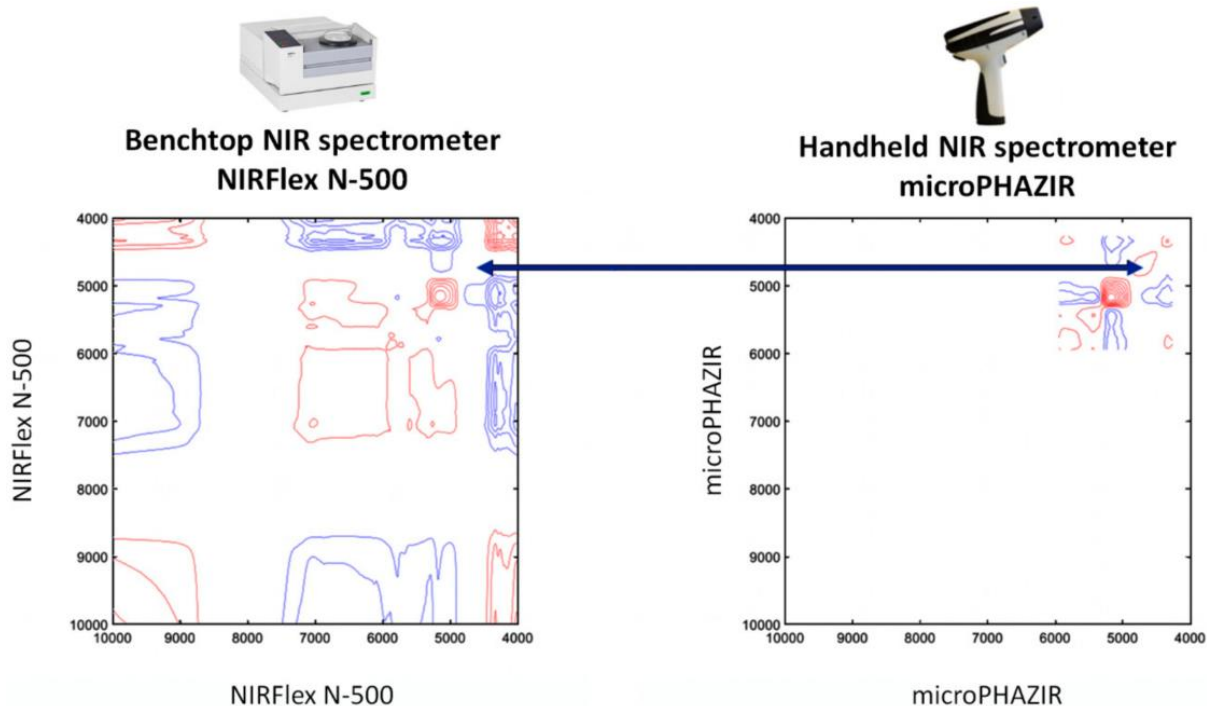 Benchtop NIR spectrometer
NIRFlex N-500
Handheld NIR spectrometer
microPHAZIR
NIRFlex N-500
4000
5000
6000
7000
8000
9000
10000
10000 9000 8000 7000 6000 5000 4000
NIRFlex N-500
microPHAZIR
4000
5000
6000
7000
8000
9000
10000
10000 9000 8000 7000 6000 5000 4000
microPHAZIR